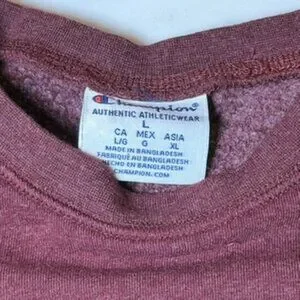 Champion
AUTHENTIC ATHLETICWEAR
L
CA MEX ASIA
L/G G XL
MADE IN BANGLADESH
FABRIQUÉ AU BANGLADESH
HECHO EN BANGLADESH
CHAMPION.COM